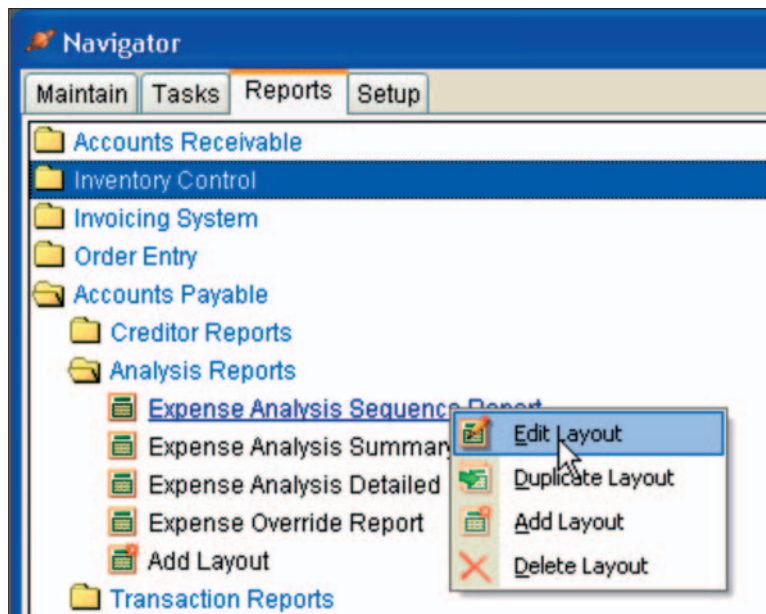 Navigator
Maintain Tasks Reports Setup
Accounts Receivable
Inventory Control
Invoicing System
Order Entry
Accounts Payable
Creditor Reports
Analysis Reports
Expense Analysis Sequence Report
Edit Layout
Expense Analysis Summary
Duplicate Layout
Expense Analysis Detailed
Expense Override Report
Add Layout
Add Layout
Delete Layout
Transaction Reports